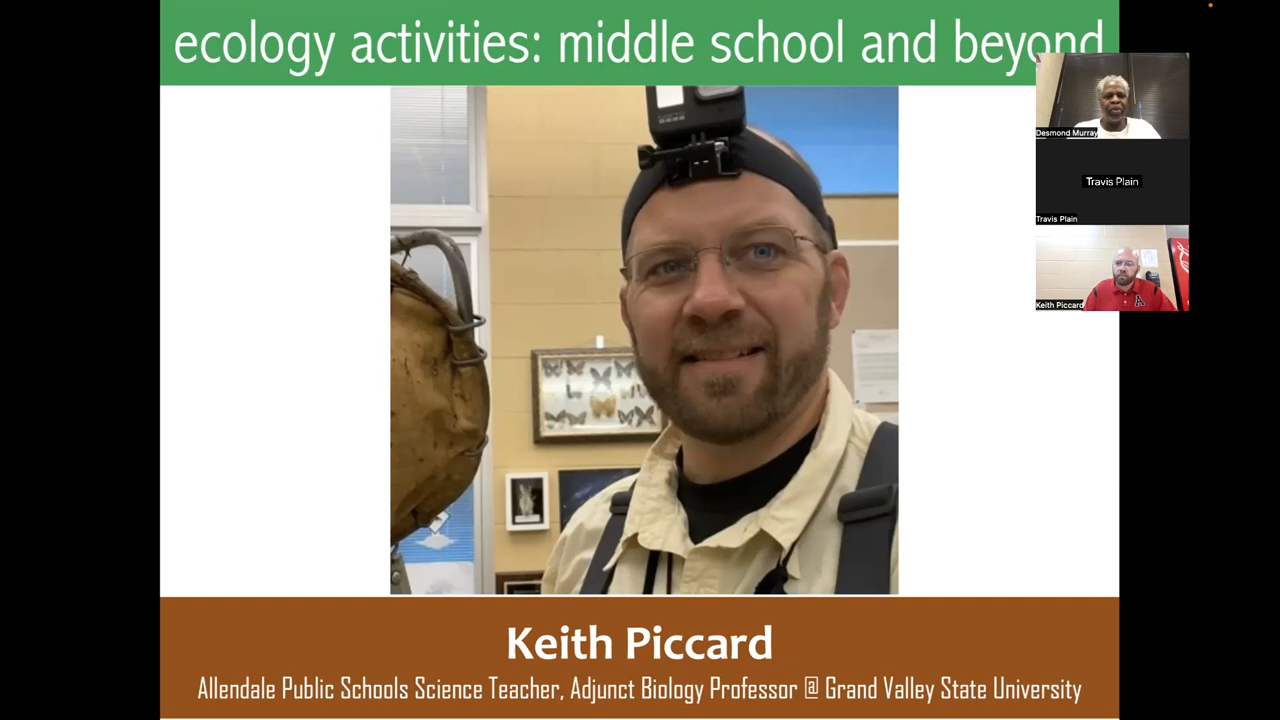 ecology activities: middle school and beyond
Desmond Murray
Travis Plain
Travis Plain
Keith Piccard
A
Keith Piccard
Allendale Public Schools Science Teacher, Adjunct Biology Professor @ Grand Valley State University